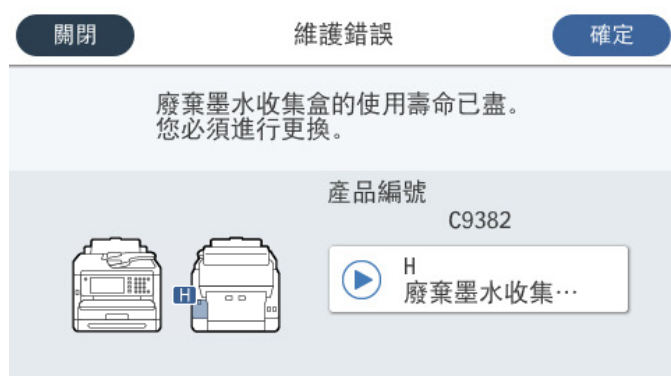 關閉
維護錯誤
確定
廢棄墨水收集盒的使用壽命已盡。
您必須進行更換。
產品編號
C9382
H
H
廢棄墨水收集…